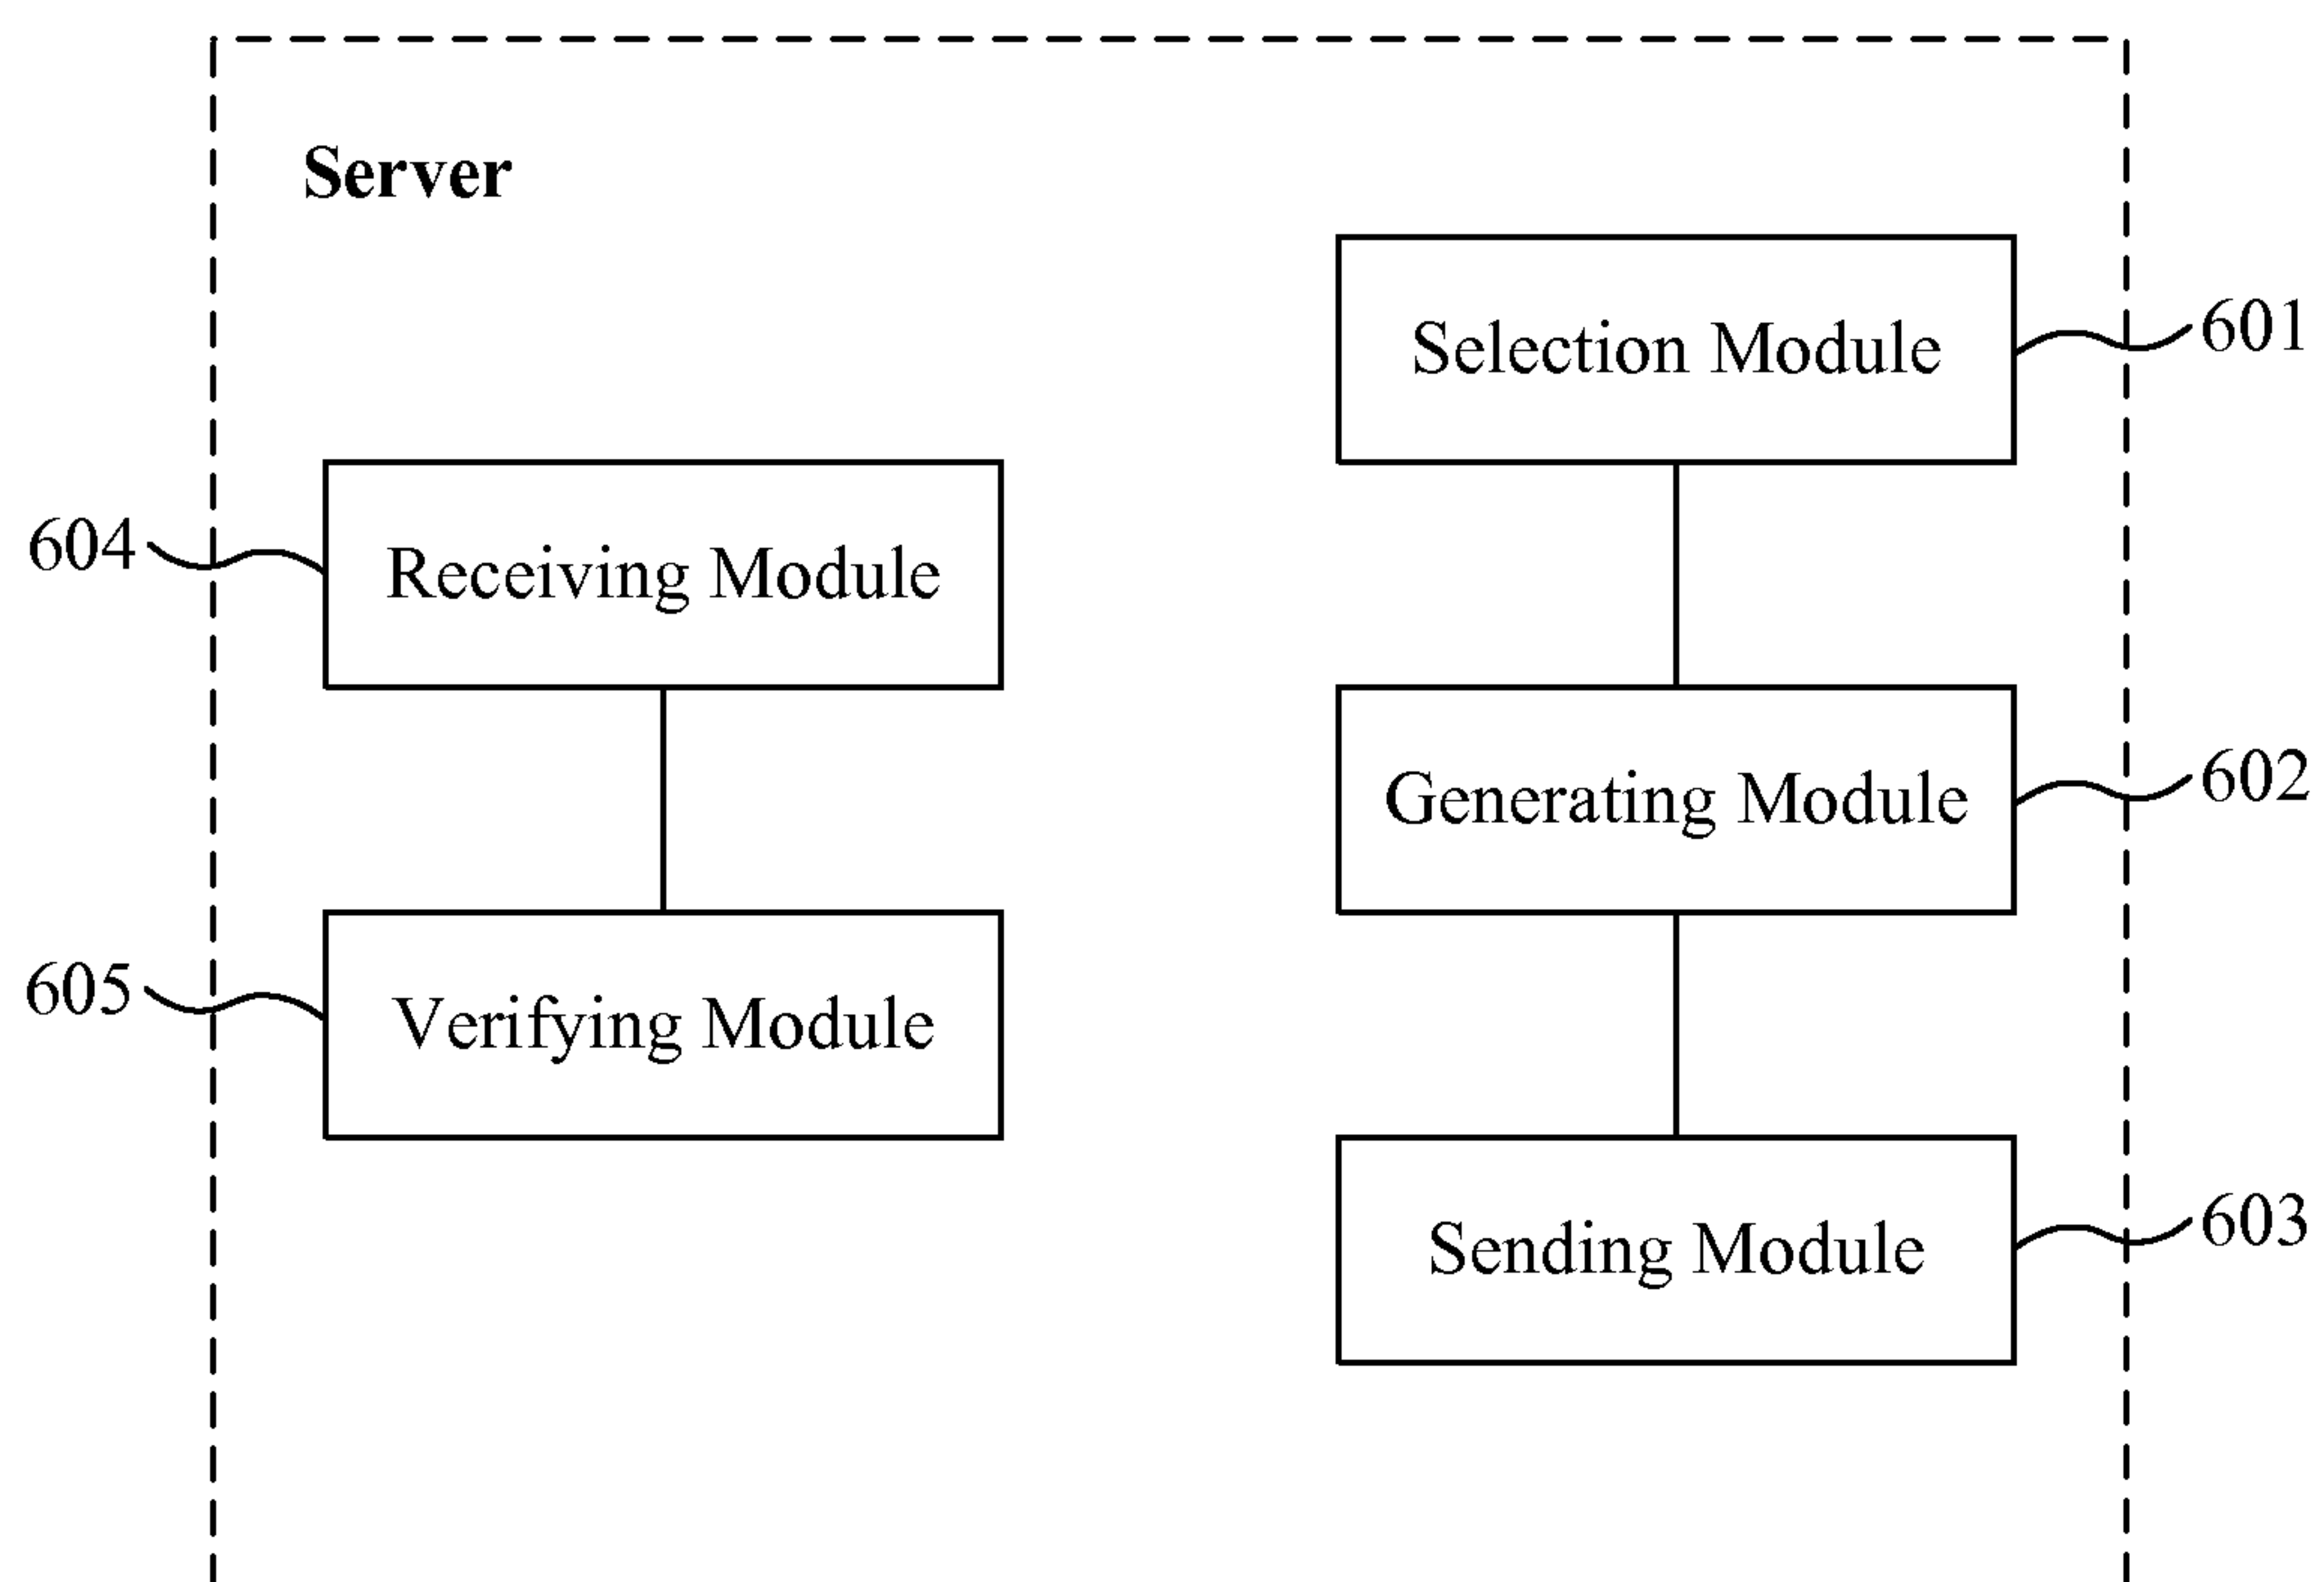 Server
Selection Module
601
604
Receiving Module
Generating Module
602
605
Verifying Module
Sending Module
603